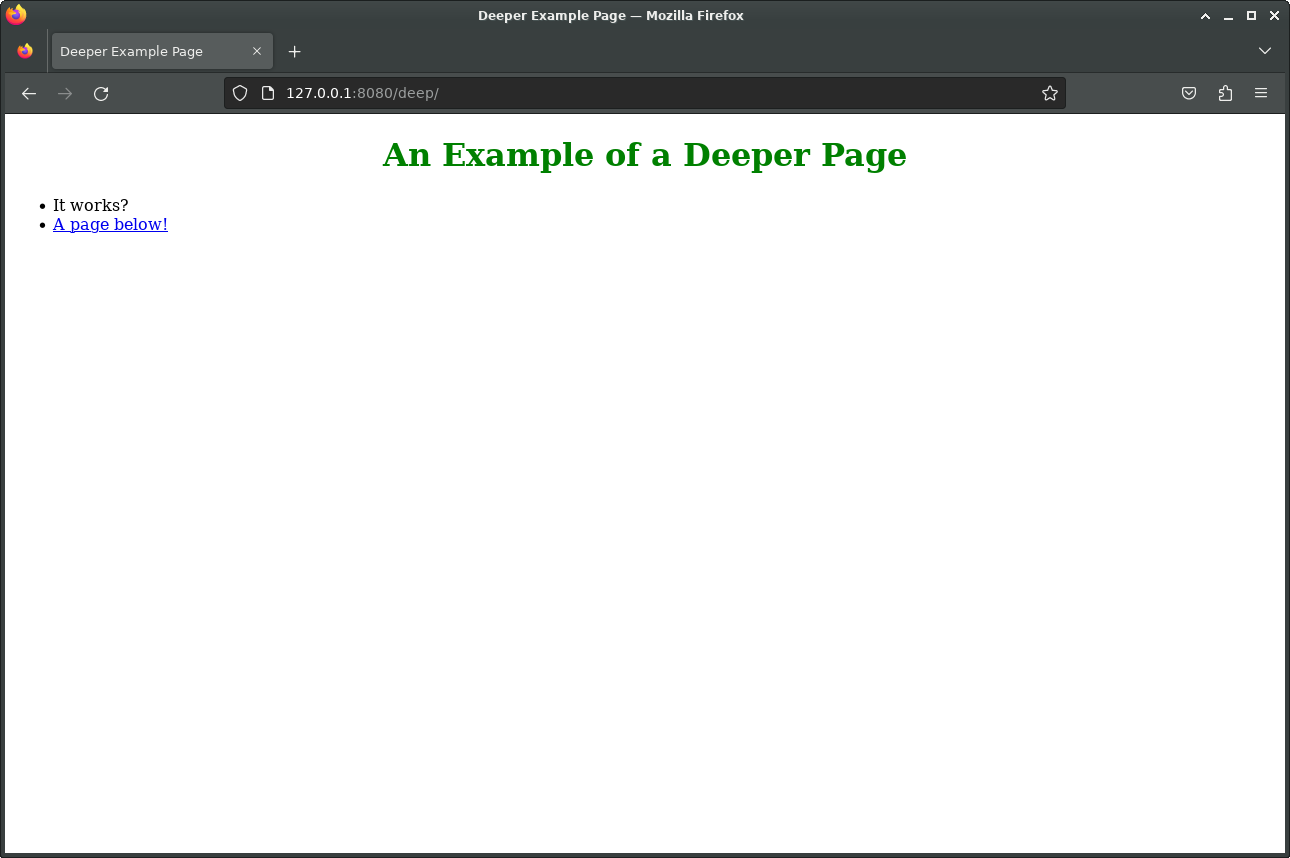 Deeper Example Page — Mozilla Firefox
Deeper Example Page
127.0.0.1:8080/deep/
An Example of a Deeper Page
• It works?
• A page below!